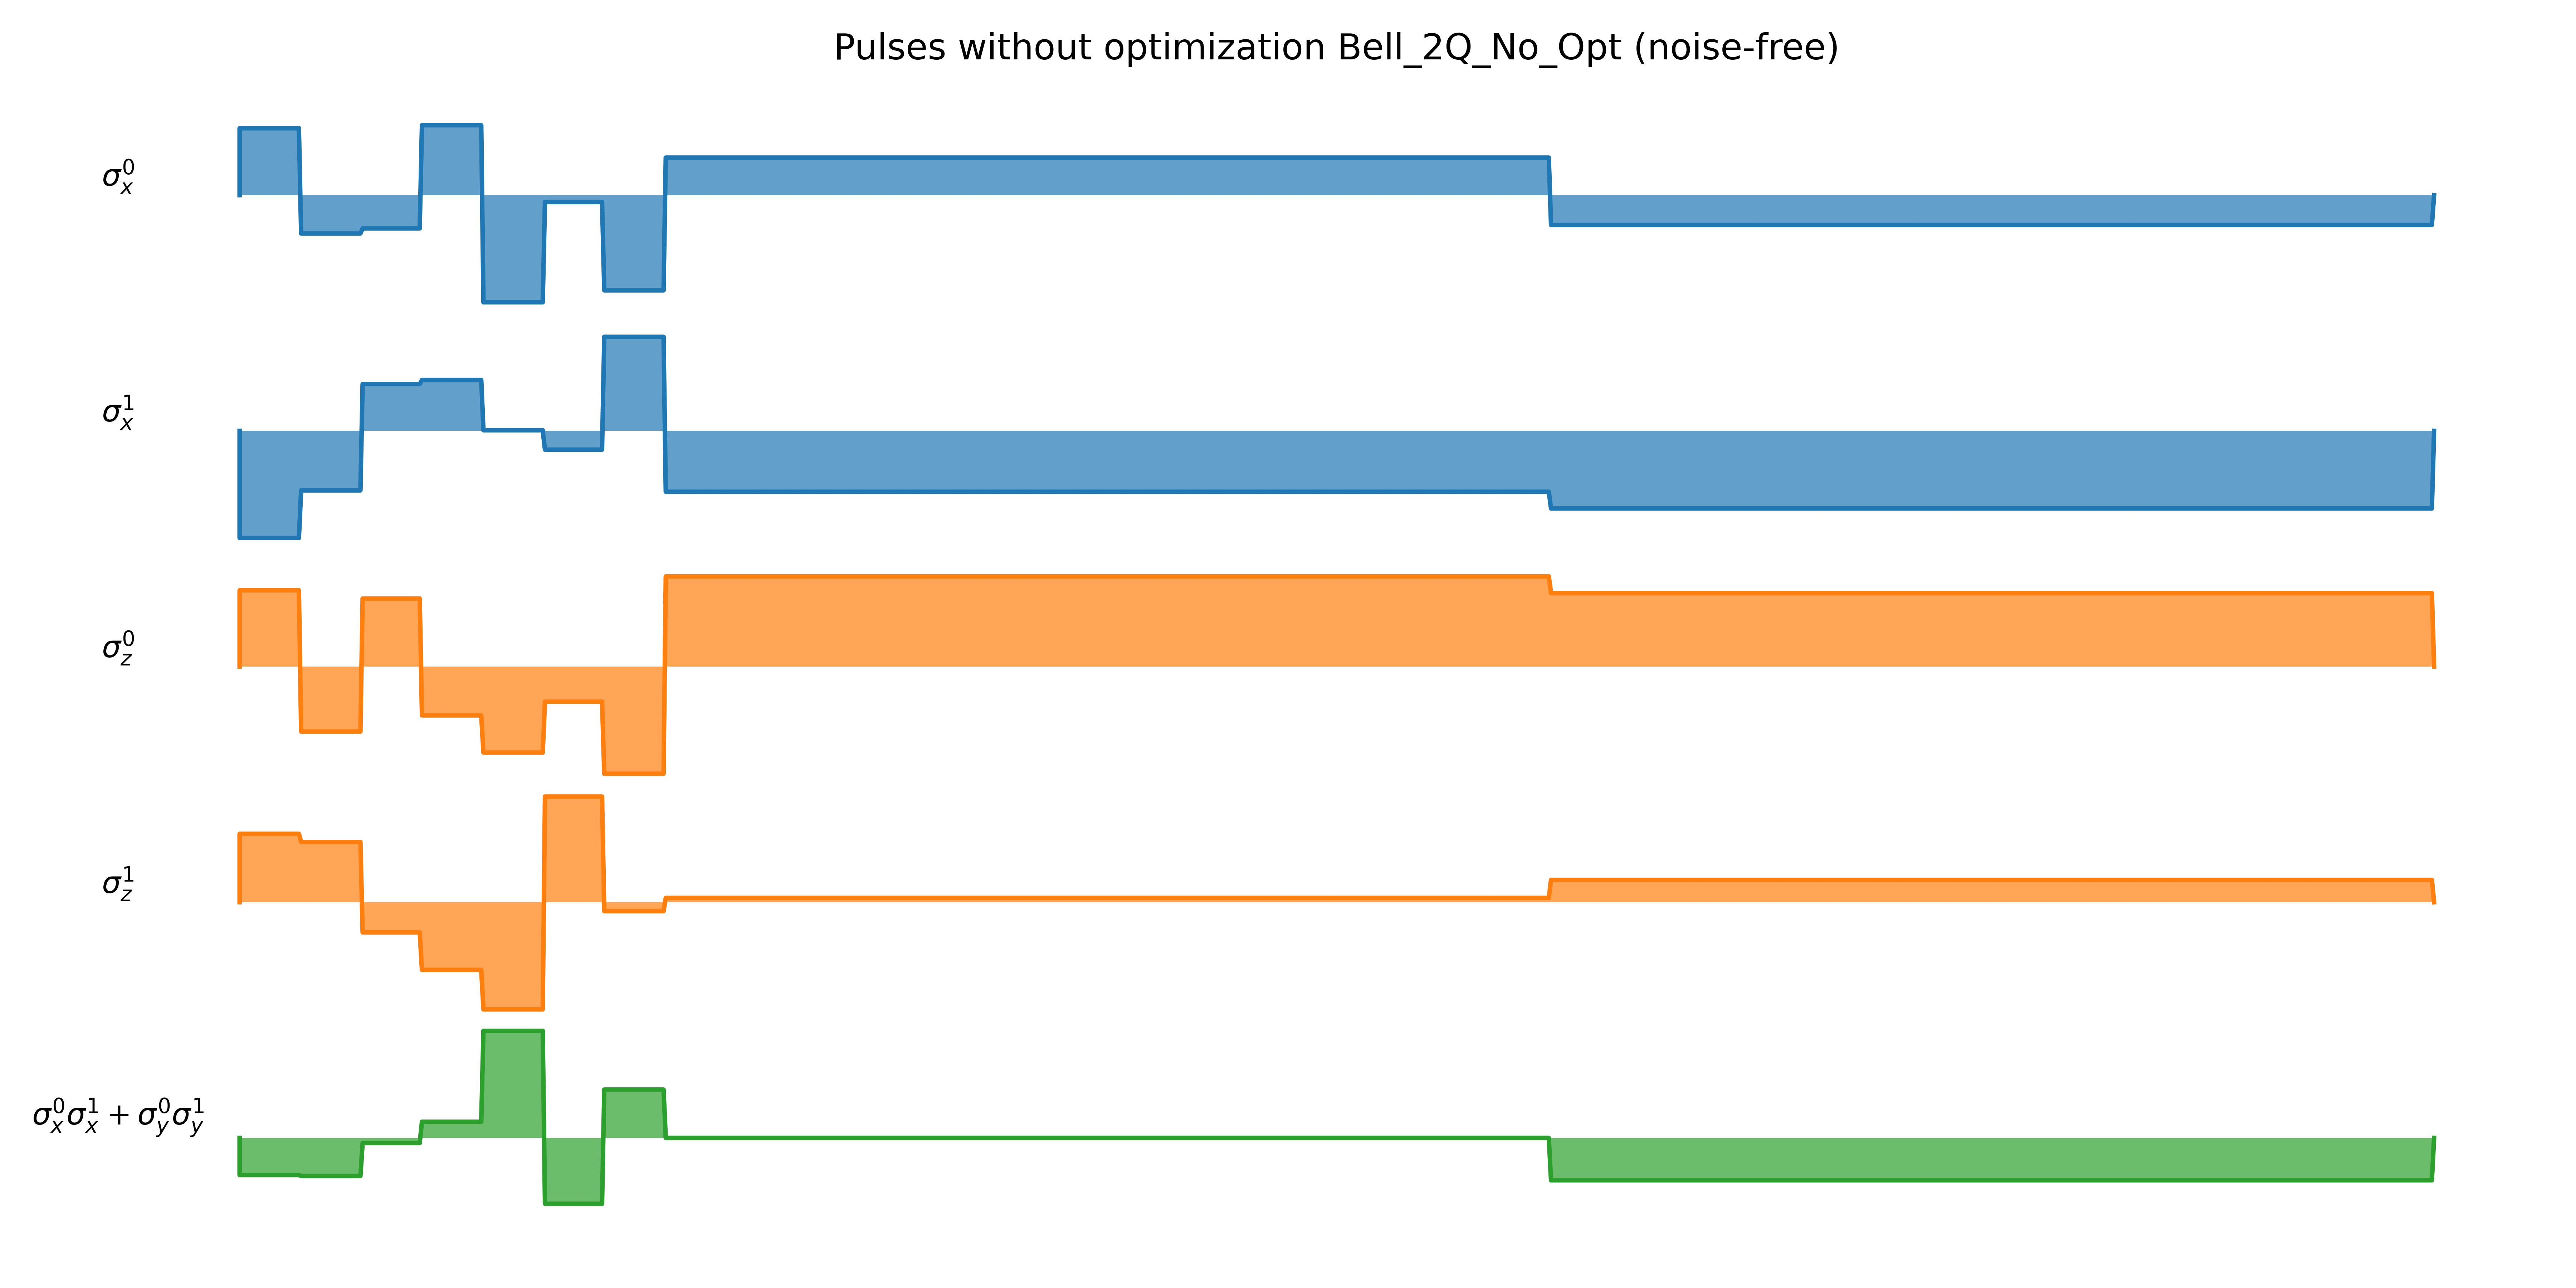 Pulses without optimization Bell_2Q_No_Opt (noise-free)
σ_x^0
σ_x^1
σ_z^0
σ_z^1
σ_x^0σ_x^1 + σ_y^0σ_y^1